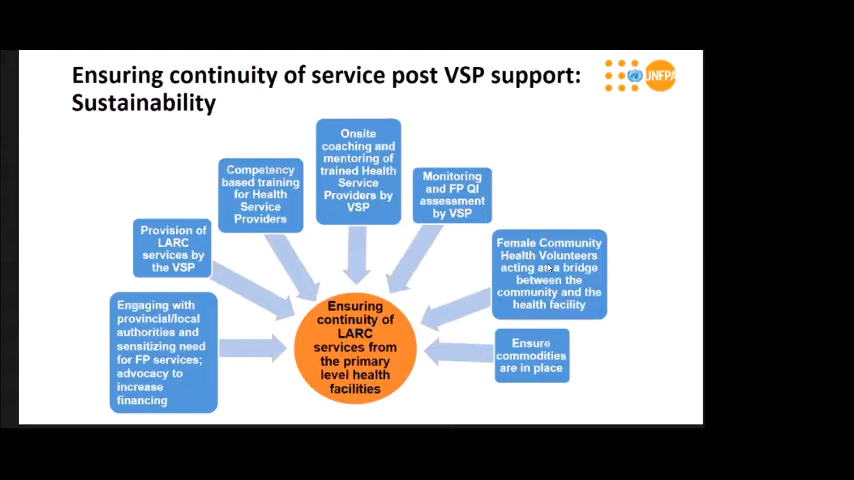 Ensuring continuity of service post VSP support:
Sustainability
UNFPA
Engaging with
provincial/local
authorities and
sensitizing need
for FP services;
advocacy to
increase
financing
Provision of
LARC
services by
the VSP
Competency
based training
for Health
Service
Providers
Onsite
coaching and
mentoring of
trained Health
Service
Providers by
VSP
Monitoring
and FP QI
assessment
by VSP
Female Community
Health Volunteers
acting as a bridge
between the
community and the
health facility
Ensure
commodities
are in place
Ensuring
continuity of
LARC
services from
the primary
level health
facilities